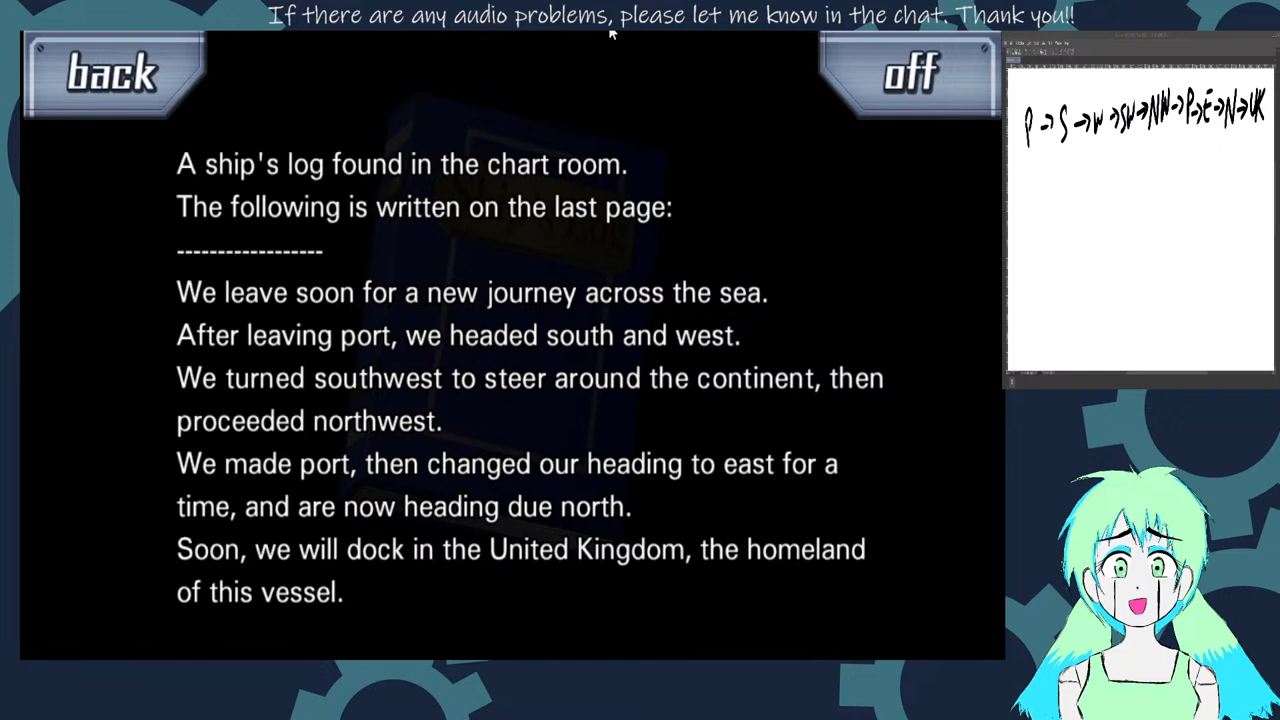 If there are any audio problems, please let me know in the chat. Thank you!!
back
off
P→S→W→SW→NW→P→E→N→UK
A ship's log found in the chart room.
The following is written on the last page:
------------------
We leave soon for a new journey across the sea.
After leaving port, we headed south and west.
We turned southwest to steer around the continent, then
proceeded northwest.
We made port, then changed our heading to east for a
time, and are now heading due north.
Soon, we will dock in the United Kingdom, the homeland
of this vessel.